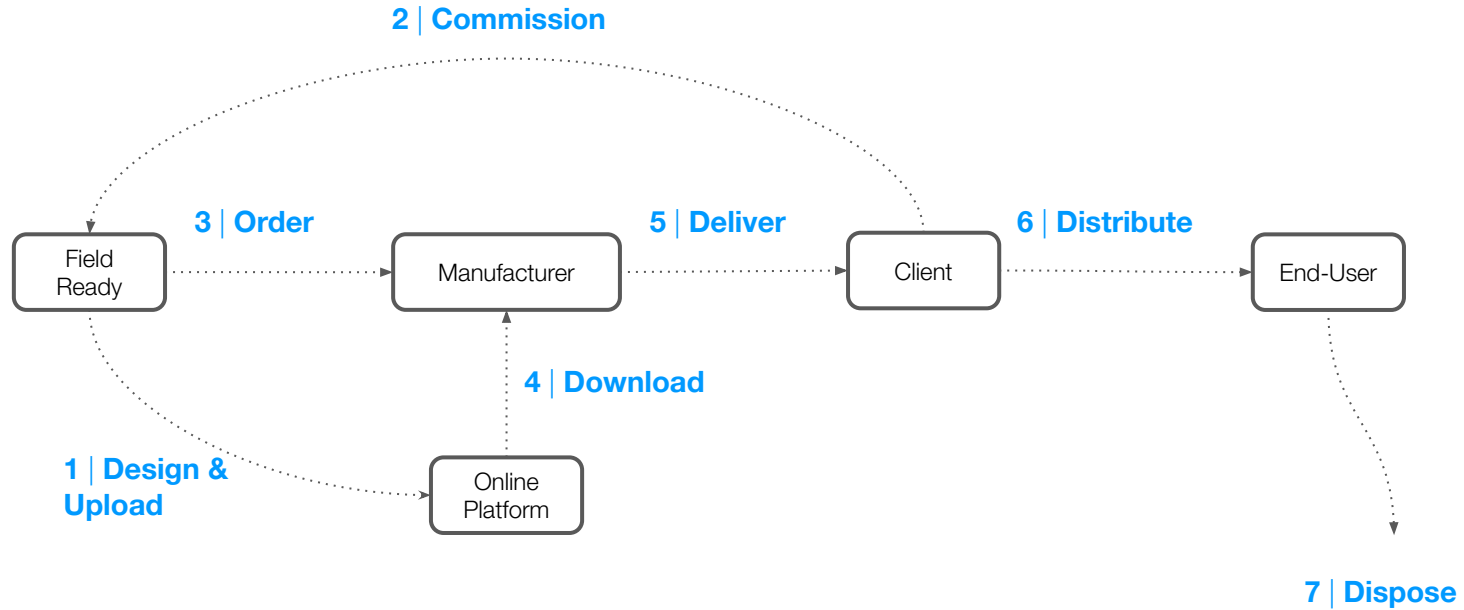 2 | Commission
3 | Order
5 | Deliver
6 | Distribute
Field
Ready
Manufacturer
Client
End-User
4 | Download
1 | Design &
Upload
Online
Platform
7 | Dispose